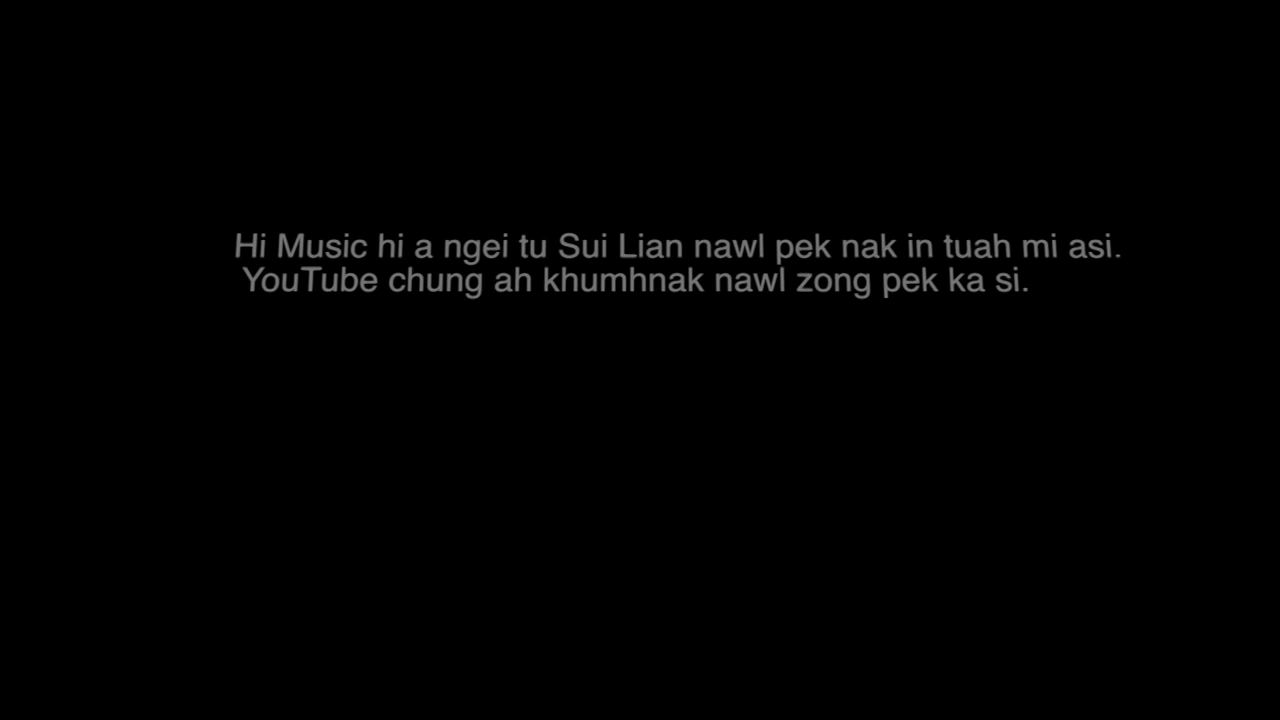 Hi Music hi a ngei tu Sui Lian nawl pek nak in tuah mi asi.
YouTube chung ah khumhnak nawl zong pek ka si.